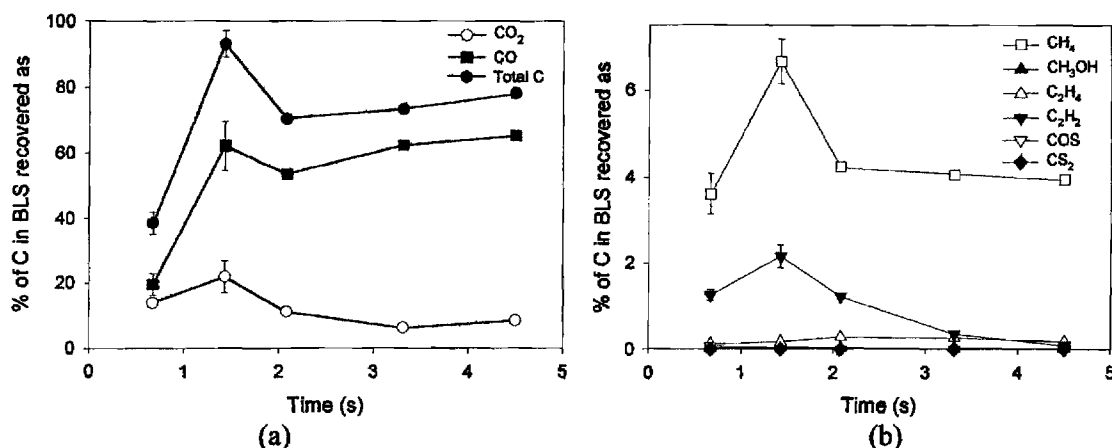 % of C in BLS recovered as
100
80
60
40
20
0
CO2
CO
Total C
0 1 2 3 4 5
Time (s)
(a)
% of C in BLS recovered as
6
4
2
0
CH4
CH3OH
C2H4
C2H2
COS
CS2
0 1 2 3 4 5
Time (s)
(b)